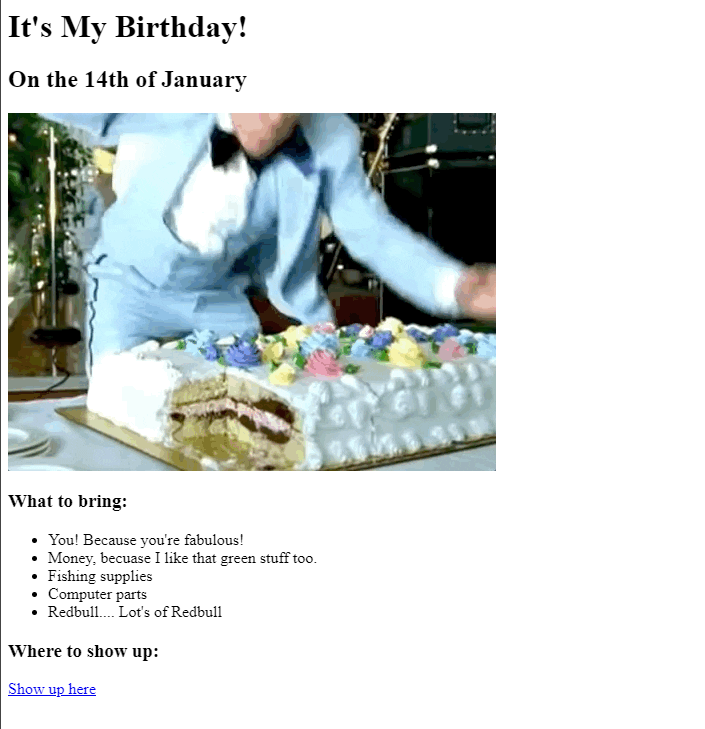 It's My Birthday!
On the 14th of January
What to bring:
You! Because you're fabulous!
Money, becuase I like that green stuff too.
Fishing supplies
Computer parts
Redbull.... Lot's of Redbull
Where to show up:
Show up here